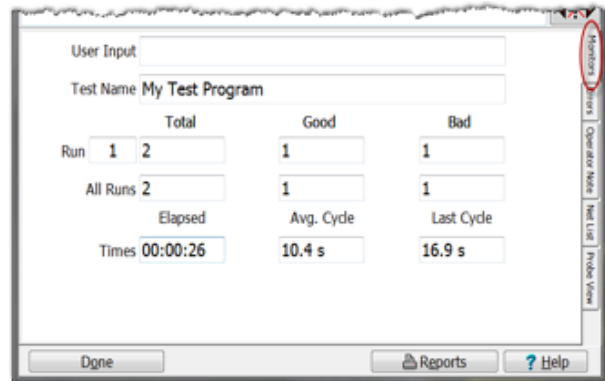 User Input
Test Name My Test Program
Total Good Bad
Run 1 2 1 1
All Runs 2 1 1
Elapsed Avg. Cycle Last Cycle
Times 00:00:26 10.4 s 16.9 s
Done Reports ? Help
Monitors
Errors
Operator Note
Net List
Probe View